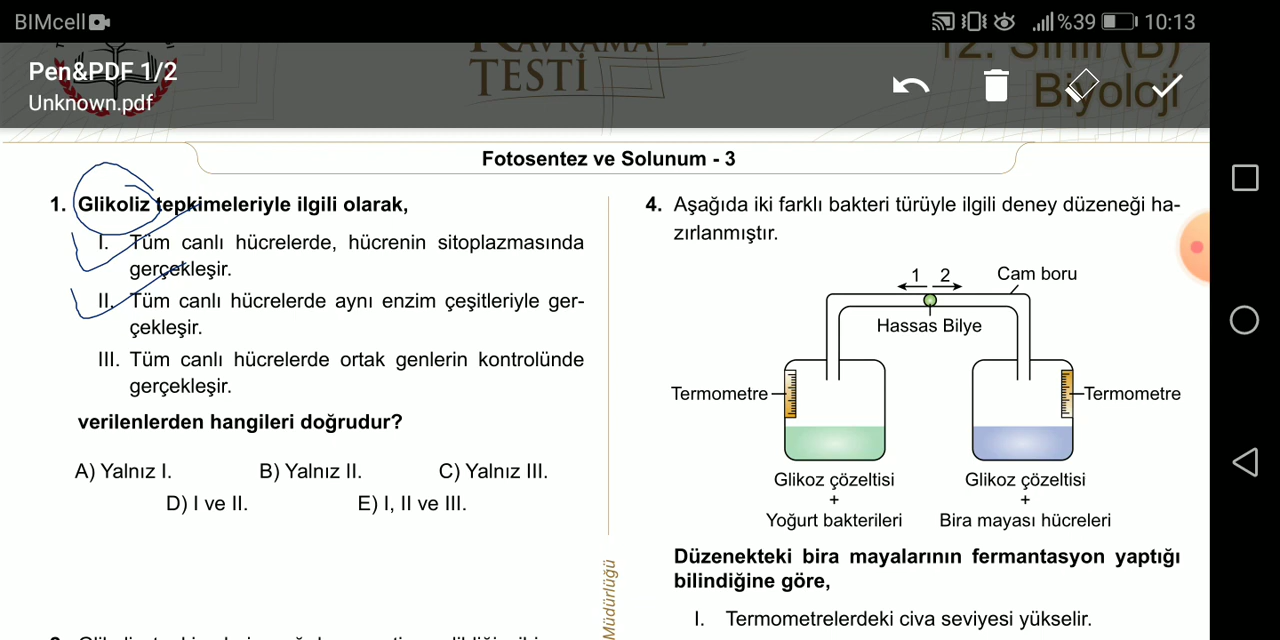 BIMcell
%39
10:13
KAVRAMA
TESTİ
12. Sınıf (B)
Biyoloji
Pen&PDF 1/2
Unknown.pdf
Fotosentez ve Solunum - 3
1. Glikoliz tepkimeleriyle ilgili olarak,
I. Tüm canlı hücrelerde, hücrenin sitoplazmasında
gerçekleşir.
II. Tüm canlı hücrelerde aynı enzim çeşitleriyle ger-
çekleşir.
III. Tüm canlı hücrelerde ortak genlerin kontrolünde
gerçekleşir.
verilenlerden hangileri doğrudur?
A) Yalnız I. B) Yalnız II. C) Yalnız III.
D) I ve II. E) I, II ve III.
Müdürlüğü
4. Aşağıda iki farklı bakteri türüyle ilgili deney düzeneği ha-
zırlanmıştır.
1 2 Cam boru
Hassas Bilye
Termometre Termometre
Glikoz çözeltisi
+
Yoğurt bakterileri
Glikoz çözeltisi
+
Bira mayası hücreleri
Düzenekteki bira mayalarının fermantasyon yaptığı
bilindiğine göre,
I. Termometrelerdeki civa seviyesi yükselir.